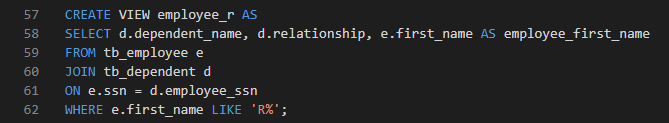 57 CREATE VIEW employee_r AS
58 SELECT d.dependent_name, d.relationship, e.first_name AS employee_first_name
59 FROM tb_employee e
60 JOIN tb_dependent d
61 ON e.ssn = d.employee_ssn
62 WHERE e.first_name LIKE 'R%';